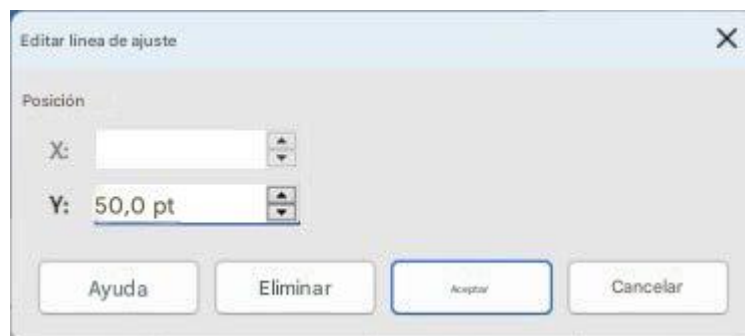 Editar línea de ajuste
Posición
X:
Y: 50,0 pt
Ayuda Eliminar Aceptar Cancelar